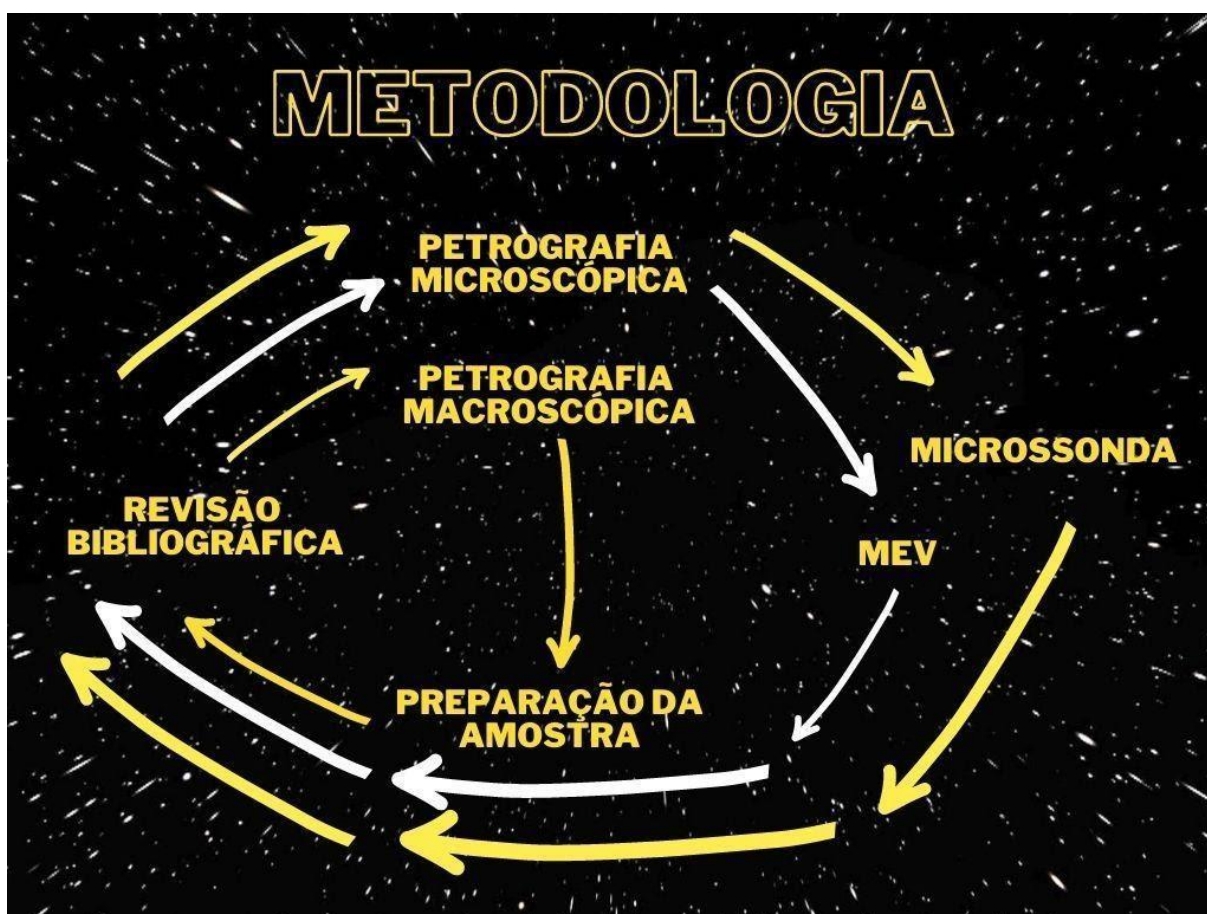 METODOLOGIA
PETROGRAFIA
MICROSCÓPICA
PETROGRAFIA
MACROSCÓPICA
MICROSSONDA
REVISÃO
BIBLIOGRÁFICA
MEV
PREPARAÇÃO DA
AMOSTRA